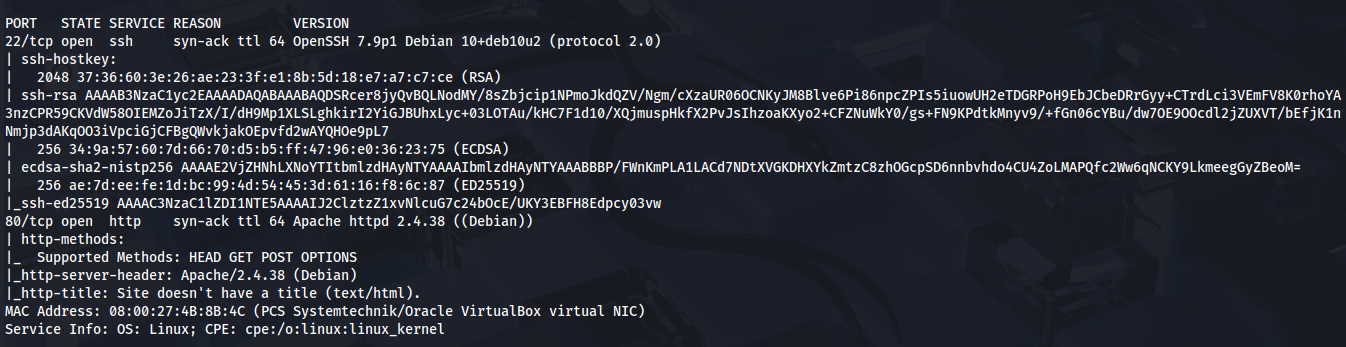 PORT   STATE SERVICE REASON         VERSION
22/tcp open  ssh     syn-ack ttl 64 OpenSSH 7.9p1 Debian 10+deb10u2 (protocol 2.0)
| ssh-hostkey:
|   2048 37:36:60:3e:26:ae:23:3f:e1:8b:5d:18:e7:a7:c7:ce (RSA)
| ssh-rsa AAAAB3NzaC1yc2EAAAADAQABAAABAQDSRcer8jyQvBQLNodMY/8sZbjcip1NPmoJkdQZV/Ngm/cXzaUR06OCNKyJM8Blve6Pi86npcZPIs5iuowUH2eTDGRPoH9EbJCbeDRrGyy+CTrdLci3VEmFV8K0rhoYA
3nzCPR59CKVdW58OIEMZoJiTzX/I/dH9Mp1XLSLghkirI2YiGJBUhxLyc+03LOTAu/kHC7F1d10/XQjmuspHkfX2PvJsIhzoaKXyo2+CFZNuWkY0/gs+FN9KPdtkMnyv9/+fGn06cYBu/dw7OE9OOcdl2jZUXVT/bEfjK1n
Nmjp3dAKqOO3iVpciGjCFBgQWvkjakOEpvfd2wAYQHOe9pL7
|   256 34:9a:57:60:7d:66:70:d5:b5:ff:47:96:e0:36:23:75 (ECDSA)
| ecdsa-sha2-nistp256 AAAAE2VjZHNhLXNoYTItbmlzdHAyNTYAAAAIbmlzdHAyNTYAAABBBP/FWnKmPLA1LACd7NDtXVGKDHXYkZmtzC8zhOGcpSD6nnbvhdo4CU4ZoLMAPQfc2Ww6qNCKY9LkmeegGyZBeoM=
|   256 ae:7d:ee:fe:1d:bc:99:4d:54:45:3d:61:16:f8:6c:87 (ED25519)
|_ssh-ed25519 AAAAC3NzaC1lZDI1NTE5AAAAIJ2ClztzZ1xvNlcuG7c24bOcE/UKY3EBFH8Edpcy03vw
80/tcp open  http    syn-ack ttl 64 Apache httpd 2.4.38 ((Debian))
| http-methods:
|_  Supported Methods: HEAD GET POST OPTIONS
|_http-server-header: Apache/2.4.38 (Debian)
|_http-title: Site doesn't have a title (text/html).
MAC Address: 08:00:27:4B:8B:4C (PCS Systemtechnik/Oracle VirtualBox virtual NIC)
Service Info: OS: Linux; CPE: cpe:/o:linux:linux_kernel